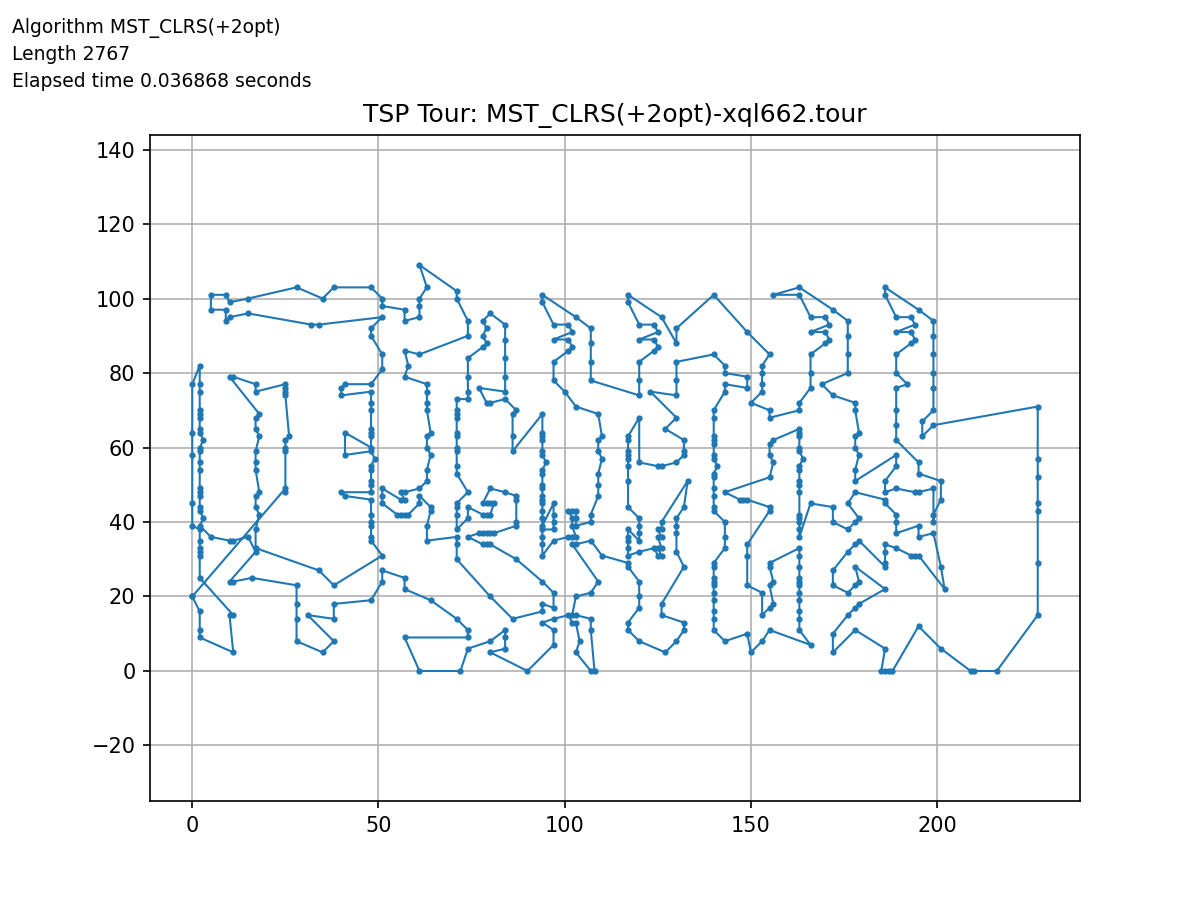 Algorithm MST_CLRS(+2opt)
Length 2767
Elapsed time 0.036868 seconds
TSP Tour: MST_CLRS(+2opt)-xql662.tour
140
120
100
80
60
40
20
0
−20
0 50 100 150 200